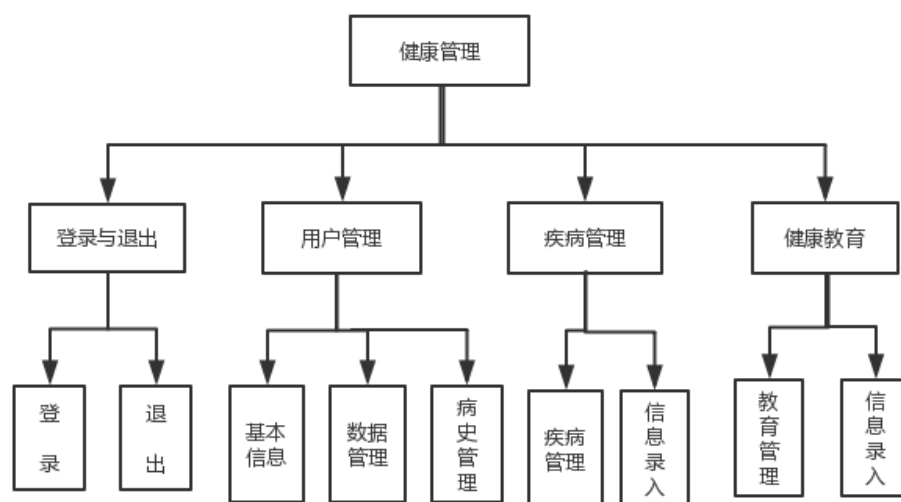 健康管理
登录与退出
用户管理
疾病管理
健康教育
登
录
退
出
基本
信息
数据
管理
病
史
管
理
疾病
管理
信
息
录
入
教
育
管
理
信
息
录
入